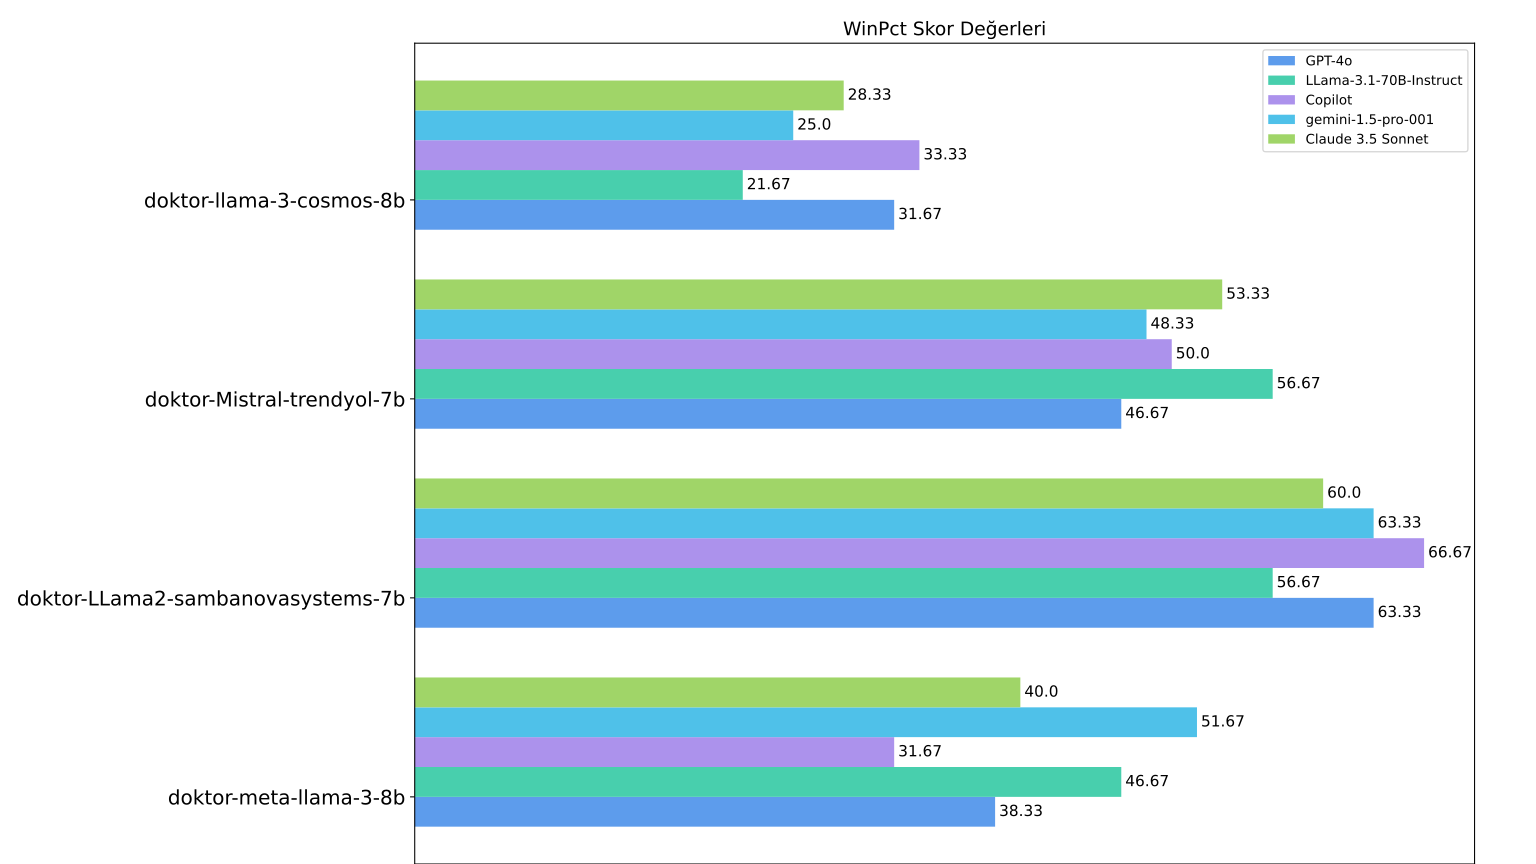 WinPct Skor Değerleri
GPT-4o
LLama-3.1-70B-Instruct
Copilot
gemini-1.5-pro-001
Claude 3.5 Sonnet
28.33
25.0
33.33
21.67
doktor-llama-3-cosmos-8b
31.67
53.33
48.33
50.0
56.67
doktor-Mistral-trendyol-7b
46.67
60.0
63.33
66.67
56.67
doktor-LLama2-sambanovasystems-7b
63.33
40.0
51.67
31.67
46.67
doktor-meta-llama-3-8b
38.33